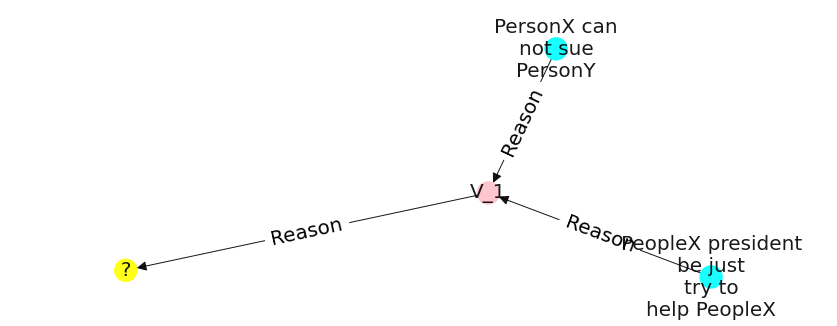 PersonX can
not sue
PersonY
Reason
V_1
Reason
Reason
PeopleX president
be just
try to
help PeopleX
?